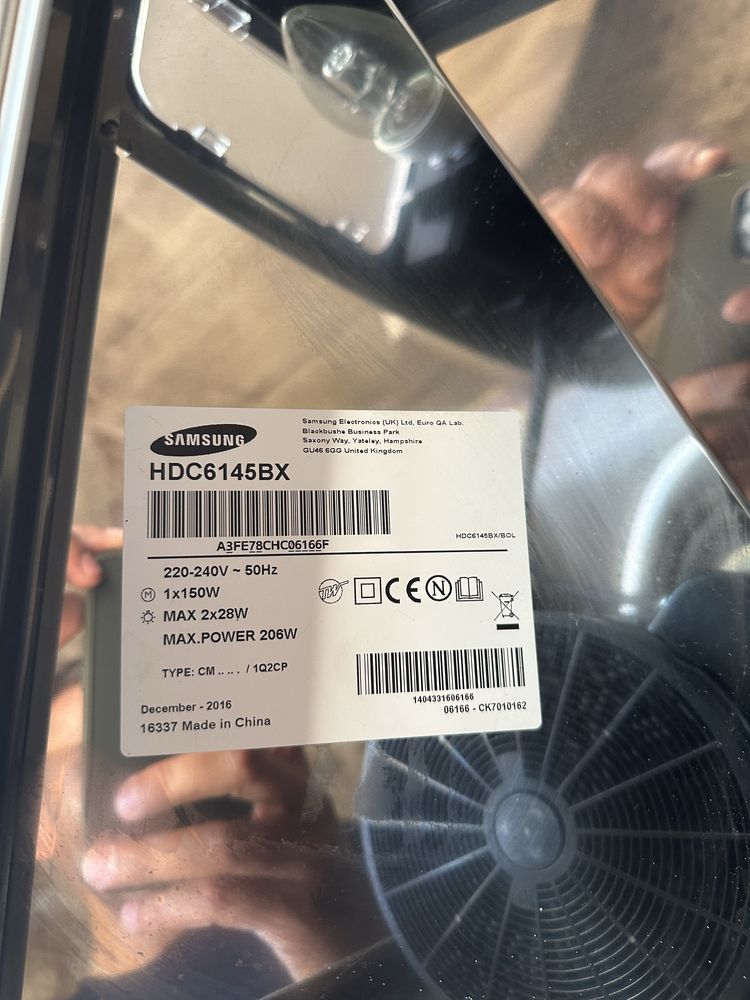 SAMSUNG
Samsung Electronics (UK) Ltd, Euro QA Lab.
Blackbushe Business Park
Saxony Way, Yateley, Hampshire
GU46 6GG United Kingdom
HDC6145BX
A3FE78CHC06166F
HDC6145BX/BOL
220-240V ~ 50Hz
M 1x150W
MAX 2x28W
MAX.POWER 206W
CE N
TYPE: CM .. .. . / 1Q2CP
1404331606166
December - 2016
06166 - CK7010162
16337 Made in China